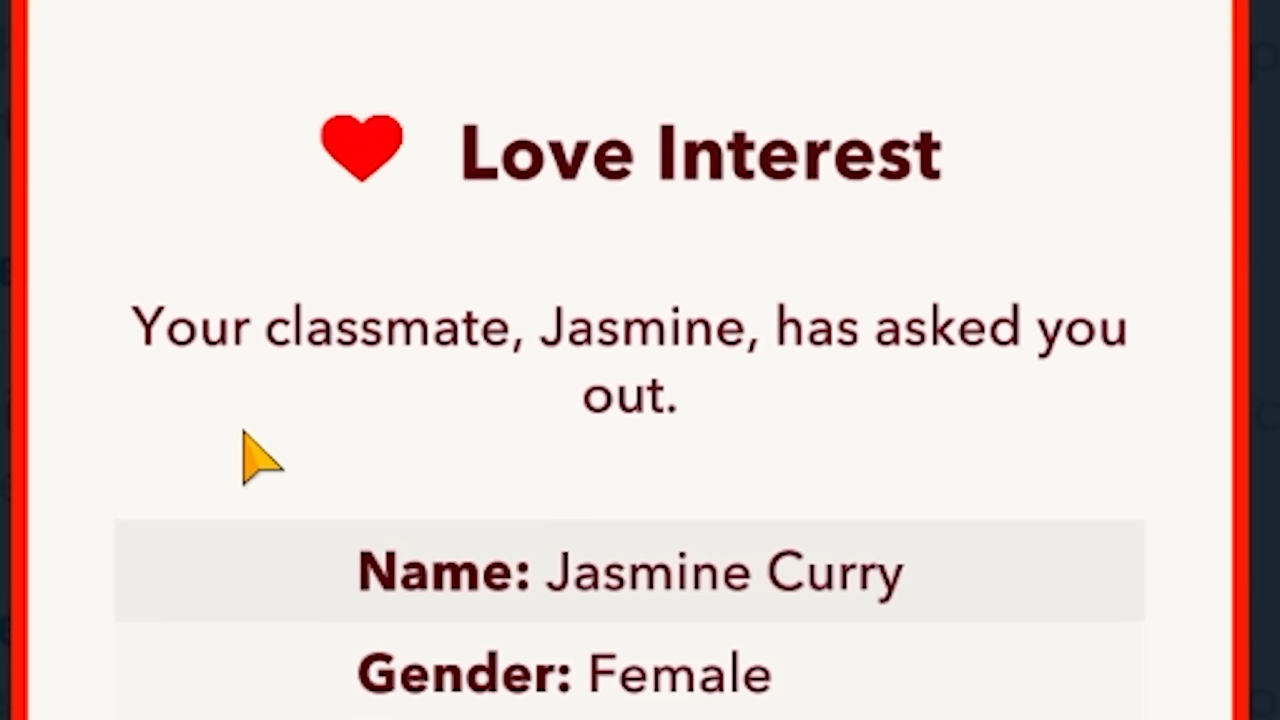 Love Interest
Your classmate, Jasmine, has asked you
out.
Name: Jasmine Curry
Gender: Female